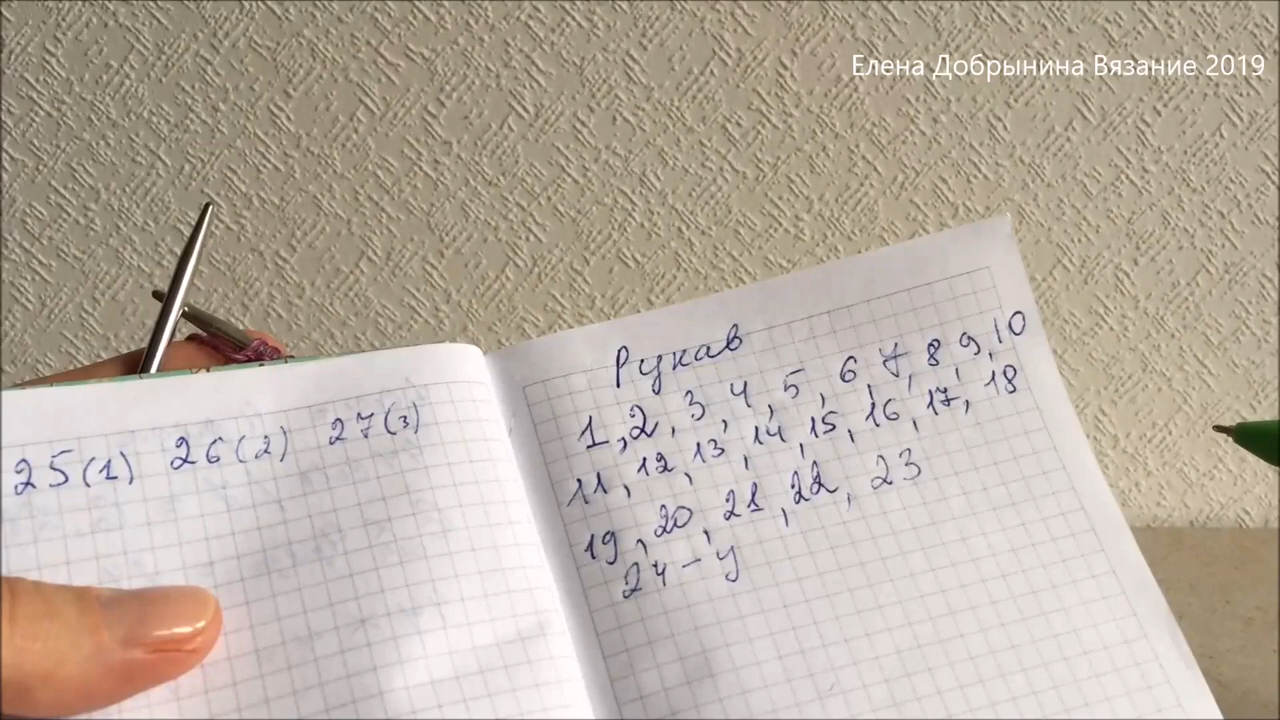 Елена Добрынина Вязание 2019
25(1) 26(2) 27(3)
Рукав
1,2,3,4,5,6,7,8,9,10
11,12,13,14,15,16,17,18
19,20,21,22,23
24-у